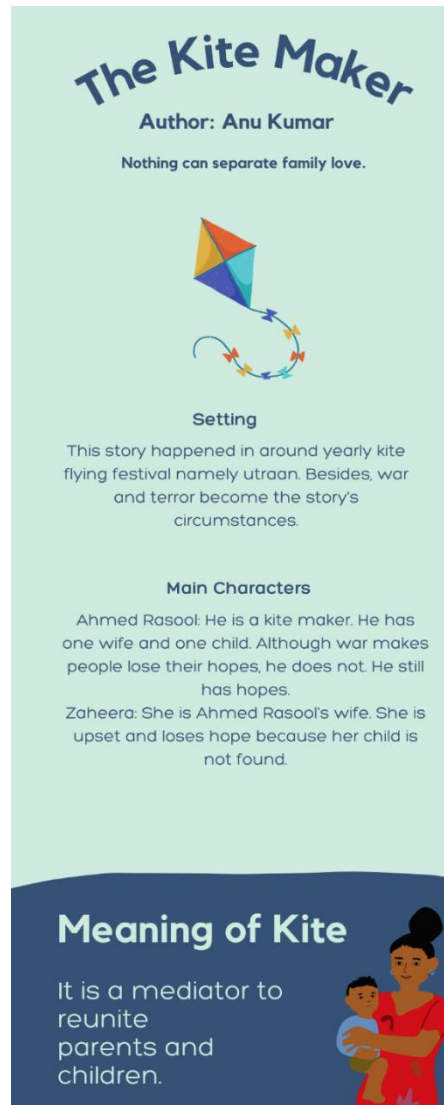 The Kite Maker
Author: Anu Kumar
Nothing can separate family love.
Setting
This story happened in around yearly kite
flying festival namely utraan. Besides, war
and terror become the story's
circumstances.
Main Characters
Ahmed Rasool: He is a kite maker. He has
one wife and one child. Although war makes
people lose their hopes, he does not. He still
has hopes.
Zaheera: She is Ahmed Rasool's wife. She is
upset and loses hope because her child is
not found.
Meaning of Kite
It is a mediator to
reunite
parents and
children.